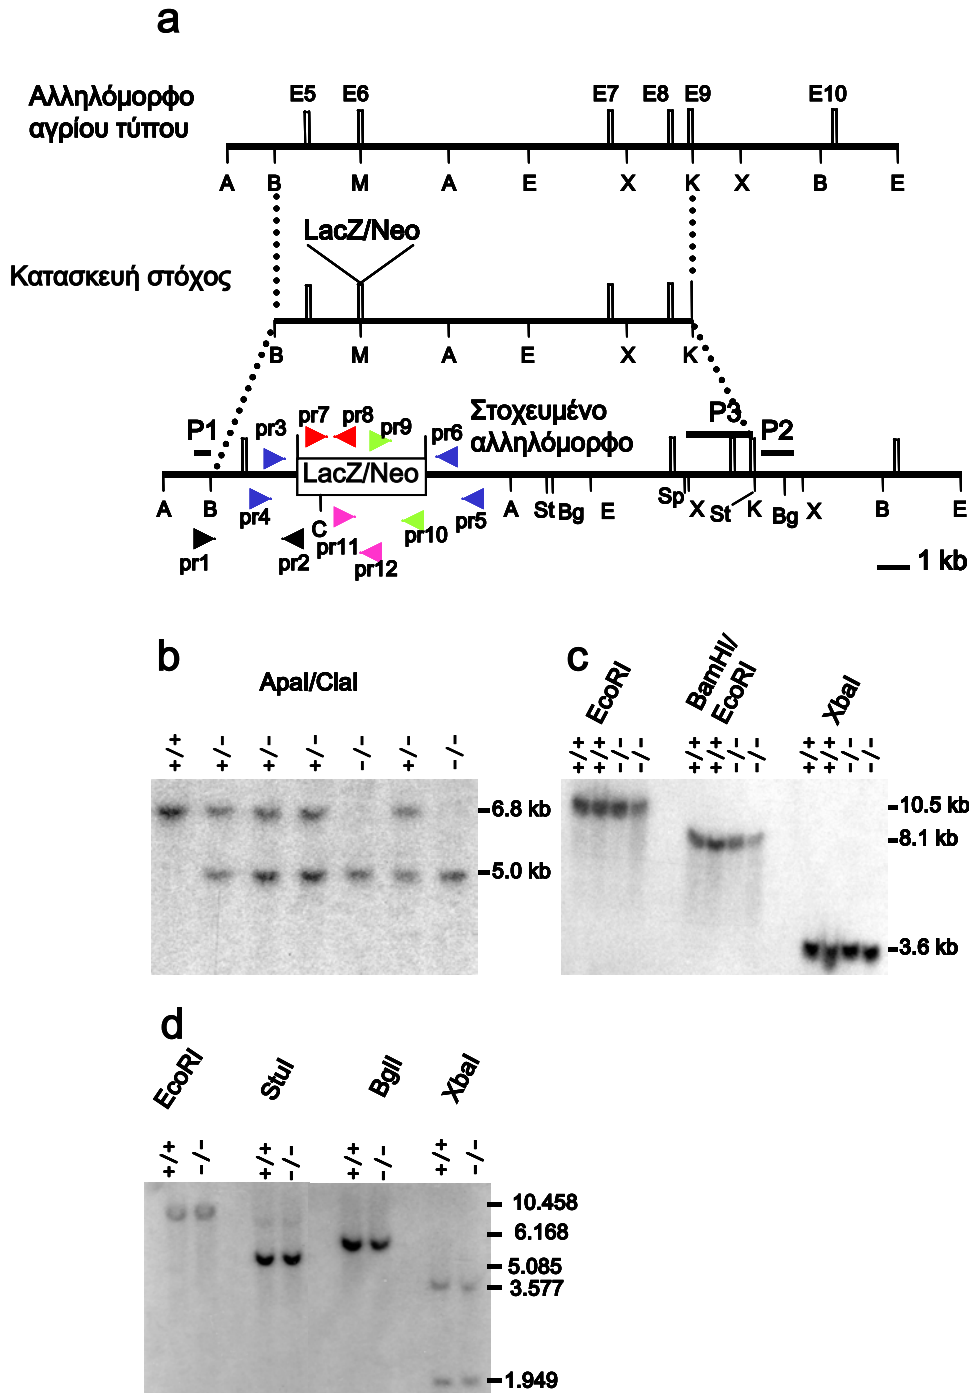 a
Αλληλόμορφο
αγρίου τύπου
E5 E6 E7 E8 E9 E10
A B M A E X K X B E
LacZ/Neo
Κατασκευή στόχος
B M A E X K
Στοχευμένο
αλληλόμορφο
P1 pr3 pr7 pr8 pr9 pr6 P3 P2
LacZ/Neo
A B pr4 C pr10 pr5 A St Bg E Sp X St K Bg X B E
pr1 pr2 pr11 pr12
1 kb
b
ApaI/ClaI
+/+ +/- +/- +/+ -/- +/- -/-
-6.8 kb
-5.0 kb
c
EcoRI
BamHI/
EcoRI
XbaI
+/+ +/+ -/- -/- +/+ +/+ -/- -/- +/+ +/+ -/- -/-
-10.5 kb
-8.1 kb
-3.6 kb
d
EcoRI StuI BglI XbaI
+/+ -/- +/+ -/- +/+ -/- +/+ -/-
10.458
6.168
5.085
3.577
1.949